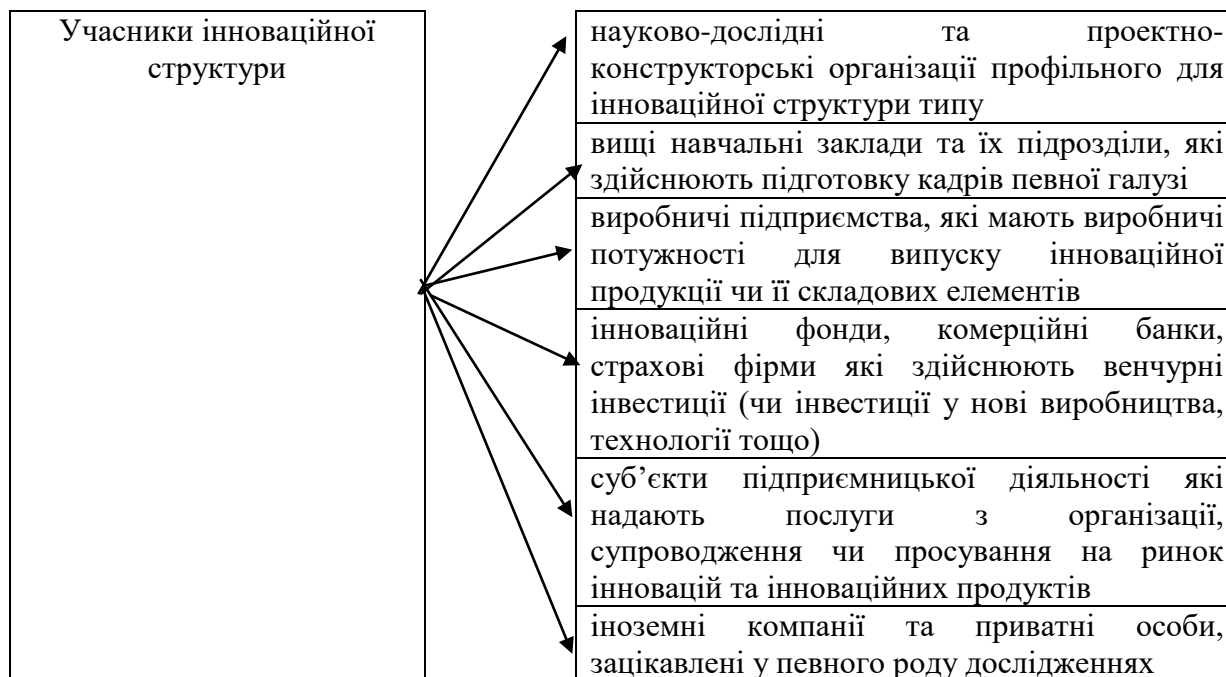 Учасники інноваційної
структури
науково-дослідні та проектно-
конструкторські організації профільного для
інноваційної структури типу
вищі навчальні заклади та їх підрозділи, які
здійснюють підготовку кадрів певної галузі
виробничі підприємства, які мають виробничі
потужності для випуску інноваційної
продукції чи її складових елементів
інноваційні фонди, комерційні банки,
страхові фірми які здійснюють венчурні
інвестиції (чи інвестиції у нові виробництва,
технології тощо)
суб’єкти підприємницької діяльності які
надають послуги з організації,
супроводження чи просування на ринок
інновацій та інноваційних продуктів
іноземні компанії та приватні особи,
зацікавлені у певного роду дослідженнях